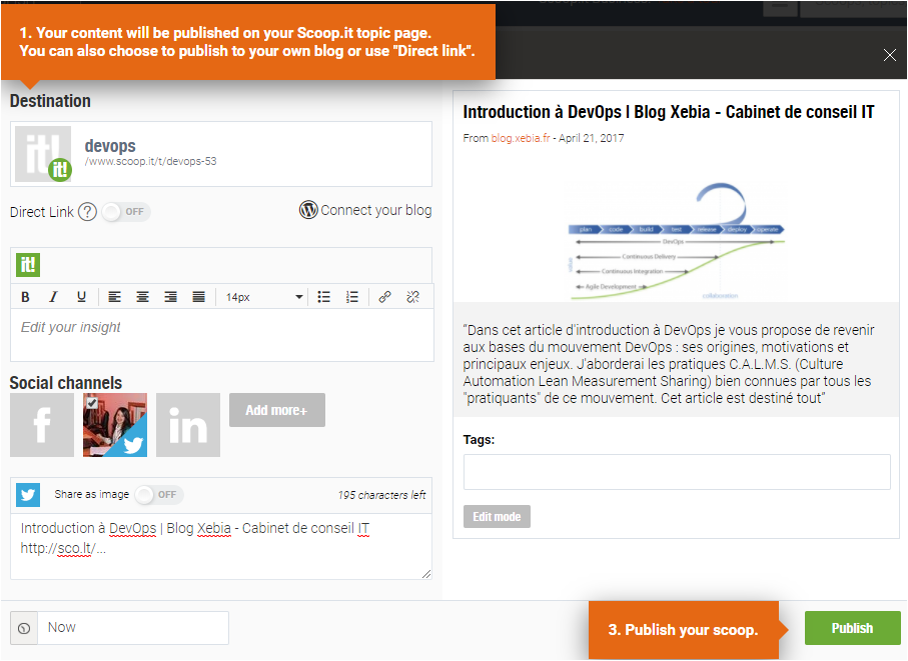 1. Your content will be published on your Scoop.it topic page.
You can also choose to publish to your own blog or use "Direct link".
Destination
it!
it!
devops
/www.scoop.it/t/devops-53
Direct Link ? OFF
Connect your blog
it!
B I U 14px
Edit your insight
Social channels
f in Add more+
Share as image OFF 195 characters left
Introduction à DevOps | Blog Xebia - Cabinet de conseil IT
http://sco.lt/...
Now
Introduction à DevOps | Blog Xebia - Cabinet de conseil IT
From blog.xebia.fr - April 21, 2017
plan code build test release deploy operate
DevOps
Continuous Delivery
Continuous Integration
Agile Development
collaboration
“Dans cet article d'introduction à DevOps je vous propose de revenir
aux bases du mouvement DevOps : ses origines, motivations et
principaux enjeux. J'aborderai les pratiques C.A.L.M.S. (Culture
Automation Lean Measurement Sharing) bien connues par tous les
"pratiquants" de ce mouvement. Cet article est destiné tout”
Tags:
Edit mode
3. Publish your scoop.
Publish